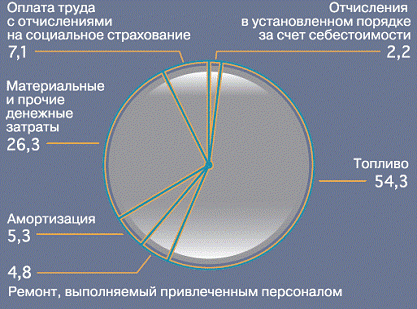 Оплата труда
с отчислениями
на социальное страхование
7,1
Отчисления
в установленном порядке
за счет себестоимости
2,2
Материальные
и прочие
денежные
затраты
26,3
Топливо
54,3
Амортизация
5,3
4,8
Ремонт, выполняемый привлеченным персоналом